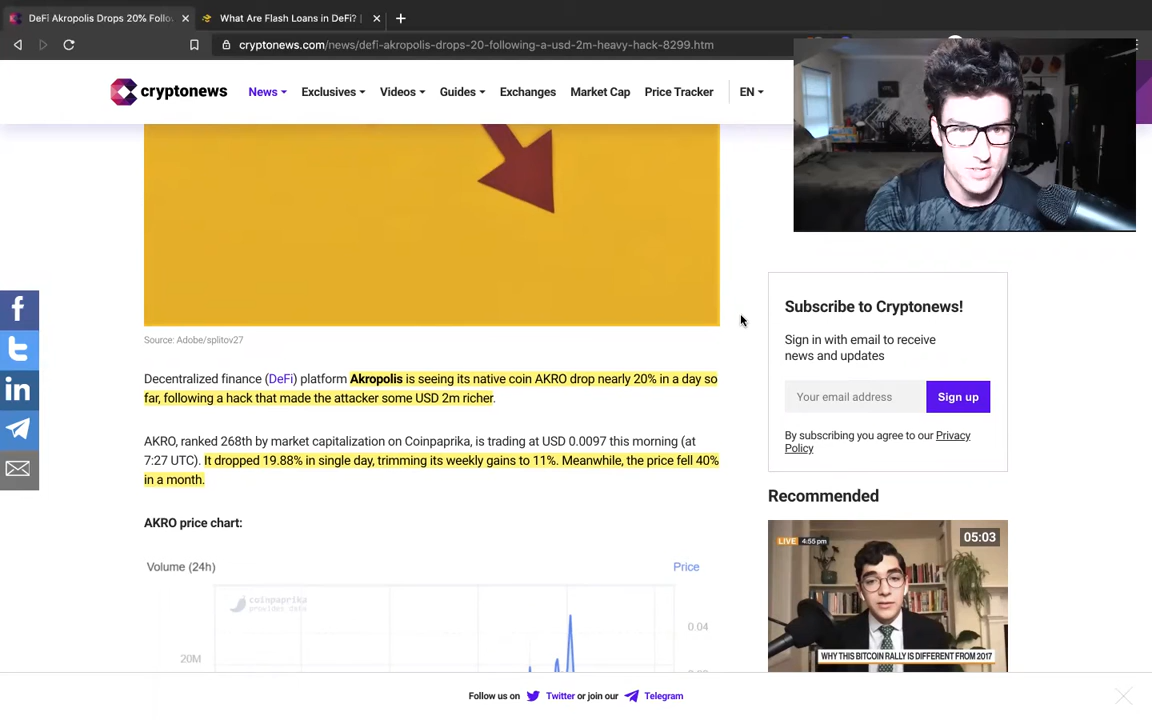 DeFi Akropolis Drops 20% Follo
What Are Flash Loans in DeFi? |
cryptonews.com/news/defi-akropolis-drops-20-following-a-usd-2m-heavy-hack-8299.htm
cryptonews
News
Exclusives
Videos
Guides
Exchanges
Market Cap
Price Tracker
EN
Source: Adobe/splitov27
Decentralized finance (DeFi) platform Akropolis is seeing its native coin AKRO drop nearly 20% in a day so
far, following a hack that made the attacker some USD 2m richer.
AKRO, ranked 268th by market capitalization on Coinpaprika, is trading at USD 0.0097 this morning (at
7:27 UTC). It dropped 19.88% in single day, trimming its weekly gains to 11%. Meanwhile, the price fell 40%
in a month.
AKRO price chart:
Volume (24h)
Price
coinpaprika
provides data
0.04
20M
Subscribe to Cryptonews!
Sign in with email to receive
news and updates
Your email address
Sign up
By subscribing you agree to our Privacy
Policy
Recommended
LIVE 4:55pm
05:03
WHY THIS BITCOIN RALLY IS DIFFERENT FROM 2017
Follow us on Twitter or join our Telegram